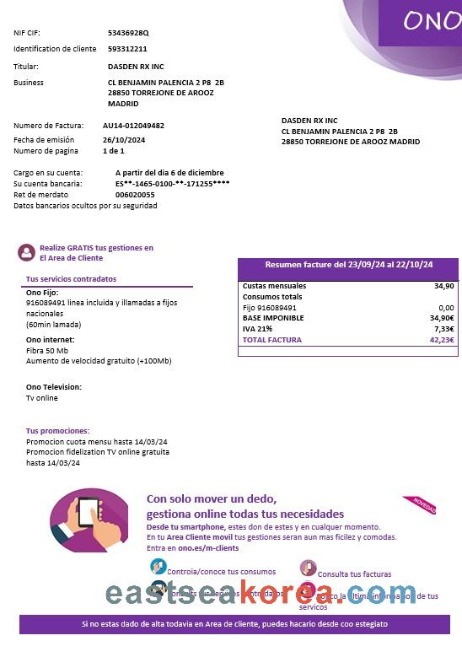 ONO
NIF CIF: 53436928Q
Identification de cliente 593312211
Titular: DASDEN RX INC
Business CL BENJAMIN PALENCIA 2 P8 2B
28850 TORREJONE DE AROOZ
MADRID
Numero de Factura: AU14-012049482
Fecha de emisión 26/10/2024
Numero de pagina 1 de 1
DASDEN RX INC
CL BENJAMIN PALENCIA 2 P8 2B
28850 TORREJONE DE AROOZ MADRID
Cargo en su cuenta: A partir del dia 6 de diciembre
Su cuenta bancaria: ES**-1465-0100-**-171255****
Ret de merdato 006020055
Datos bancarios ocultos por su seguridad
Realize GRATIS tus gestiones en
El Area de Cliente
Tus servicios contratados
Ono Fijo:
916089491 linea incluida y illamadas a fijos
nacionales
(60min lamada)
Ono internet:
Fibra 50 Mb
Aumento de velocidad gratuito (+100Mb)
Ono Television:
Tv online
Resumen facture del 23/09/24 al 22/10/24
Custas mensuales 34,90
Consumos totals
Fijo 916089491 0,00
BASE IMPONIBLE 34,90€
IVA 21% 7,33€
TOTAL FACTURA 42,23€
Tus promociones:
Promocion cuota mensu hasta 14/03/24
Promocion fidelization TV online gratuita
hasta 14/03/24
Con solo mover un dedo,
gestiona online todas tus necesidades
NOVEDAD
Desde tu smartphone, estes don de estes y en cualquer momento.
En tu Area Cliente movil tus gestiones seran aun mas ficilez y comodas.
Entra en ono.es/m-clients
Controia/conoce tus consumos
Consulta tus facturas
eastseakorea.com
de tus
servicos
Si no estas dado de alta todavia en Area de cliente, puedes hacario desde coo estegiato